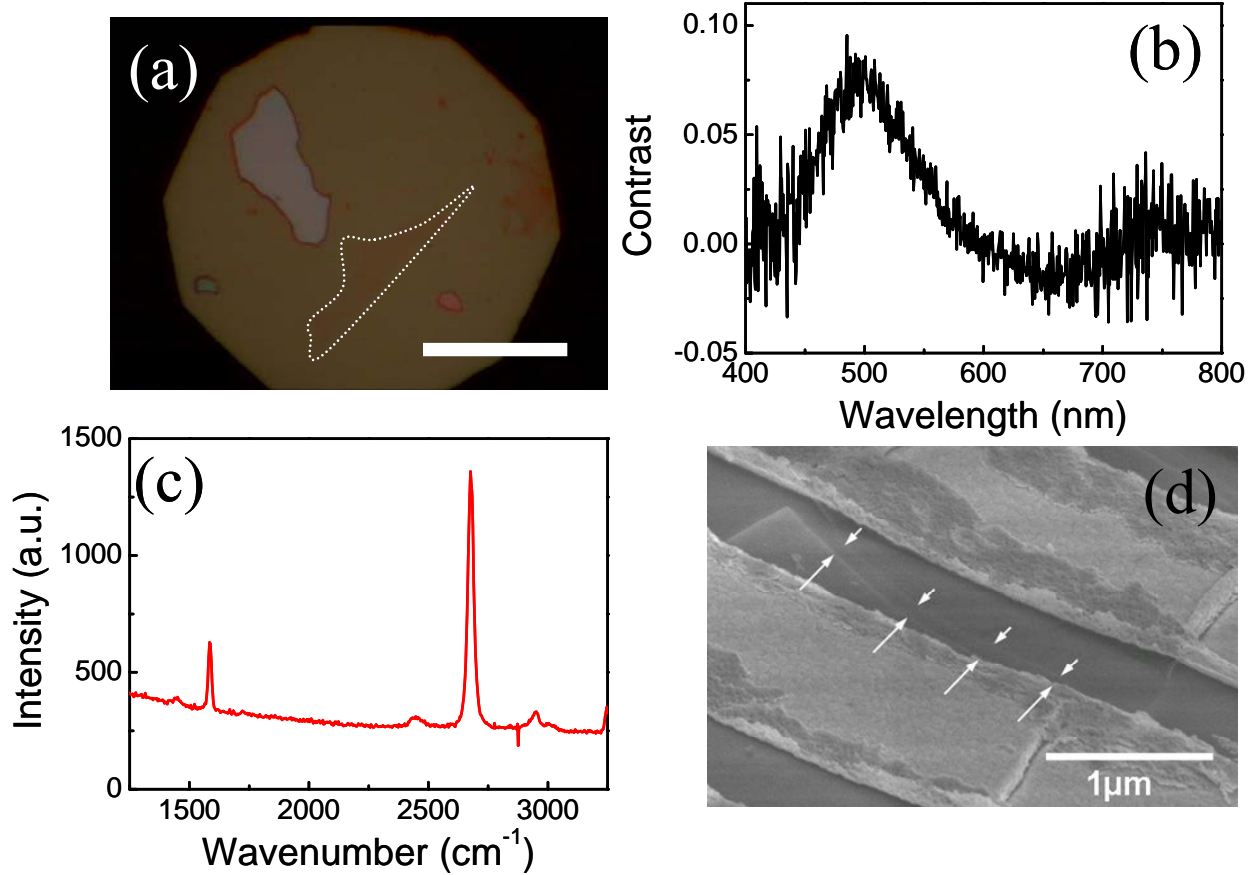 (a)
(b)
0.10
0.05
0.00
-0.05
Contrast
400 500 600 700 800
Wavelength (nm)
(c)
1500
1000
500
0
Intensity (a.u.)
1500 2000 2500 3000
Wavenumber (cm⁻¹)
(d)
1µm